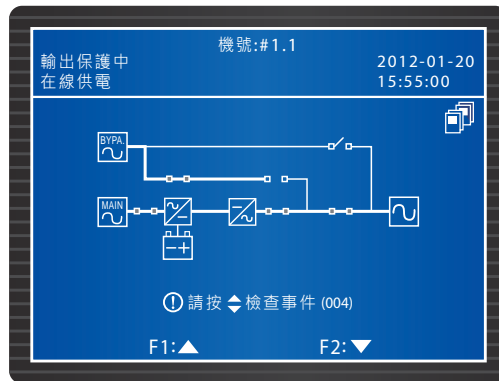 機號:#1.1
輸出保護中
在線供電
2012-01-20
15:55:00
BYPA.
MAIN
請按 檢查事件 (004)
F1:
F2: